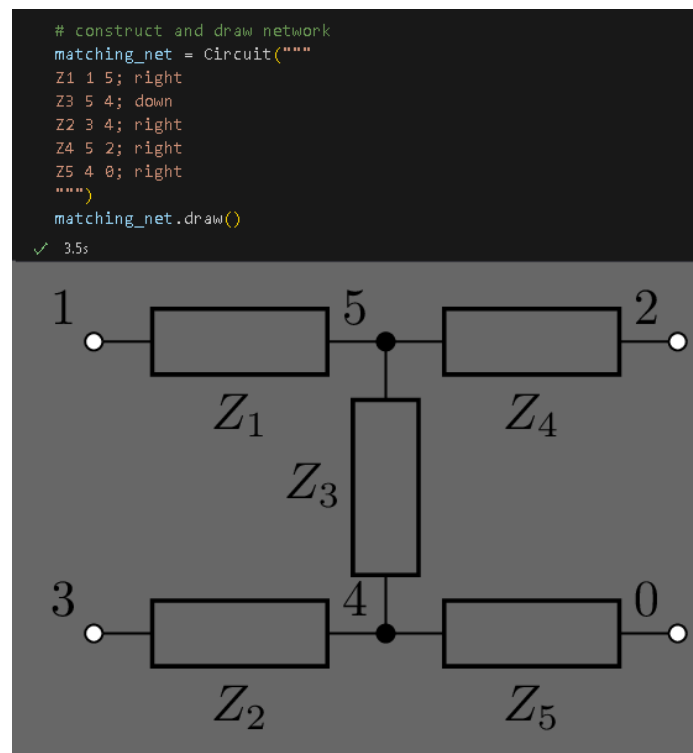 # construct and draw network
matching_net = Circuit("""
Z1 1 5; right
Z3 5 4; down
Z2 3 4; right
Z4 5 2; right
Z5 4 0; right
""")
matching_net.draw()
✓ 3.5s
1 5 2
Z₁ Z₄
Z₃
3 4 0
Z₂ Z₅